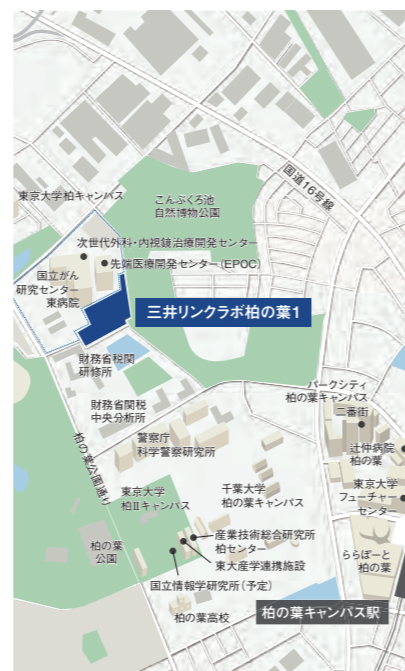 国道16号線
東京大学柏キャンパス
こんぶくろ池
自然博物公園
次世代外科・内視鏡治療開発センター
先端医療開発センター(EPOC)
国立がん
研究センター
東病院
三井リンクラボ柏の葉1
財務省税関
研修所
パークシティ
柏の葉キャンパス
二番街
財務省関税
中央分析所
辻仲病院
柏の葉
警察庁
科学警察研究所
柏の葉公園通り
東京大学
フューチャー
センター
東京大学
柏Ⅱキャンパス
千葉大学
柏の葉キャンパス
産業技術総合研究所
柏センター
柏の葉
公園
東大産学連携施設
ららぽーと
柏の葉
国立情報学研究所(予定)
柏の葉高校
柏の葉キャンパス駅